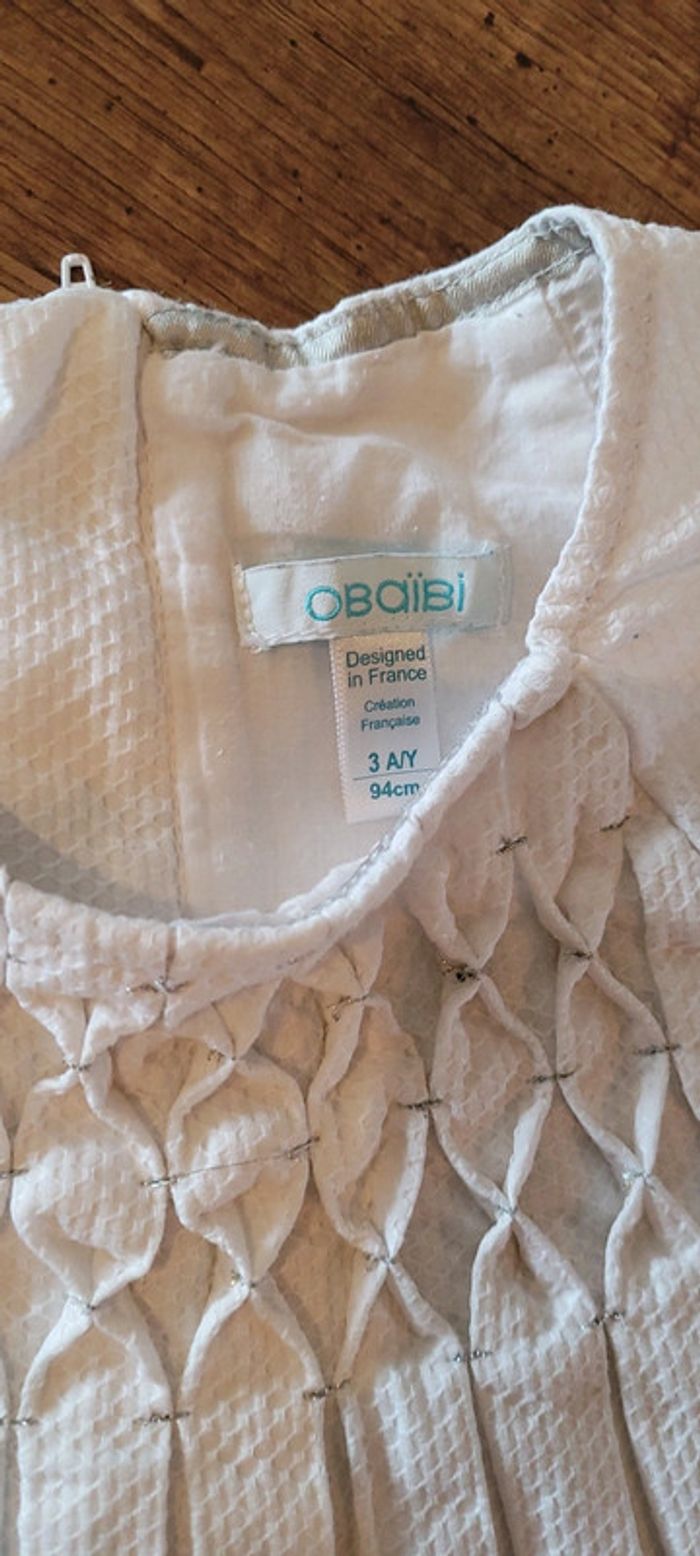 OBaïBi
Designed
in France
Création
Française
3 A/Y
94cm